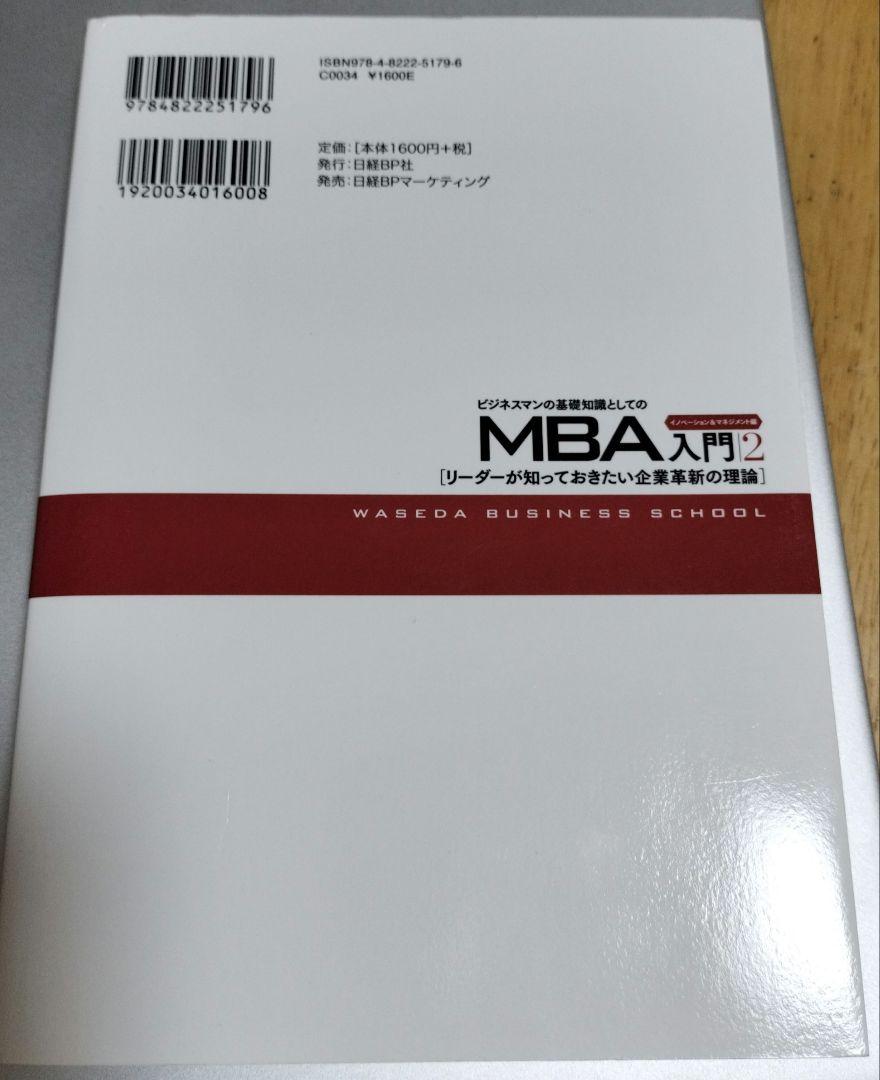 ISBN978-4-8222-5179-6
C0034 ¥1600E
9784822251796
定価:[本体1600円+税]
発行:日経BP社
発売:日経BPマーケティング
1920034016008
ビジネスマンの基礎知識としての
イノベーション&マネジメント編
MBA入門|2
[リーダーが知っておきたい企業革新の理論]
WASEDA BUSINESS SCHOOL